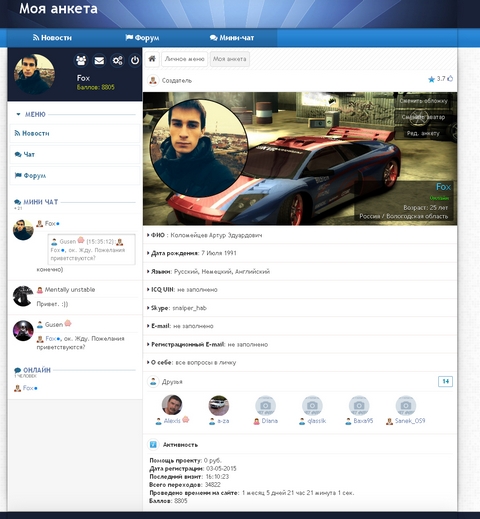 Моя анкета
Новости
Форум
Мини-чат
Fox
Баллов: 8805
МЕНЮ
Новости
Чат
Форум
МИНИ ЧАТ
Fox
Gusen [15:35:12]
Fox, ок. Жду. Пожелания приветствуются?
конечно)
Mentally unstable
Привет. :))
Gusen
Fox, ок. Жду. Пожелания
приветствуются?
ОНЛАЙН
1 ЧЕЛОВЕК
Fox
Личное меню
Моя анкета
Создатель
3.7
Сменить обложку
Сменить аватар
Ред. анкету
Fox
Возраст: 25 лет
Россия / Вологодская область
ФИО : Коломейцев Артур Эдуардович
Дата рождения: 7 Июля 1991
Языки: Русский, Немецкий, Английский
ICQ UIN: не заполнено
Skype: snaiper_hab
E-mail: не заполнено
Регистрационный E-mail: не заполнено
О себе: все вопросы в личку
Друзья
14
Alexis
a-za
Diana
glassik
Baxa95
Sanek_OS9
Активность
Помощь проекту: 0 руб.
Дата регистрации: 03-05-2015
Последний визит: 16:10:23
Всего переходов: 34822
Проведено времени на сайте: 1 месяц 5 дней 21 час 21 минута 1 сек.
Баллов: 8805